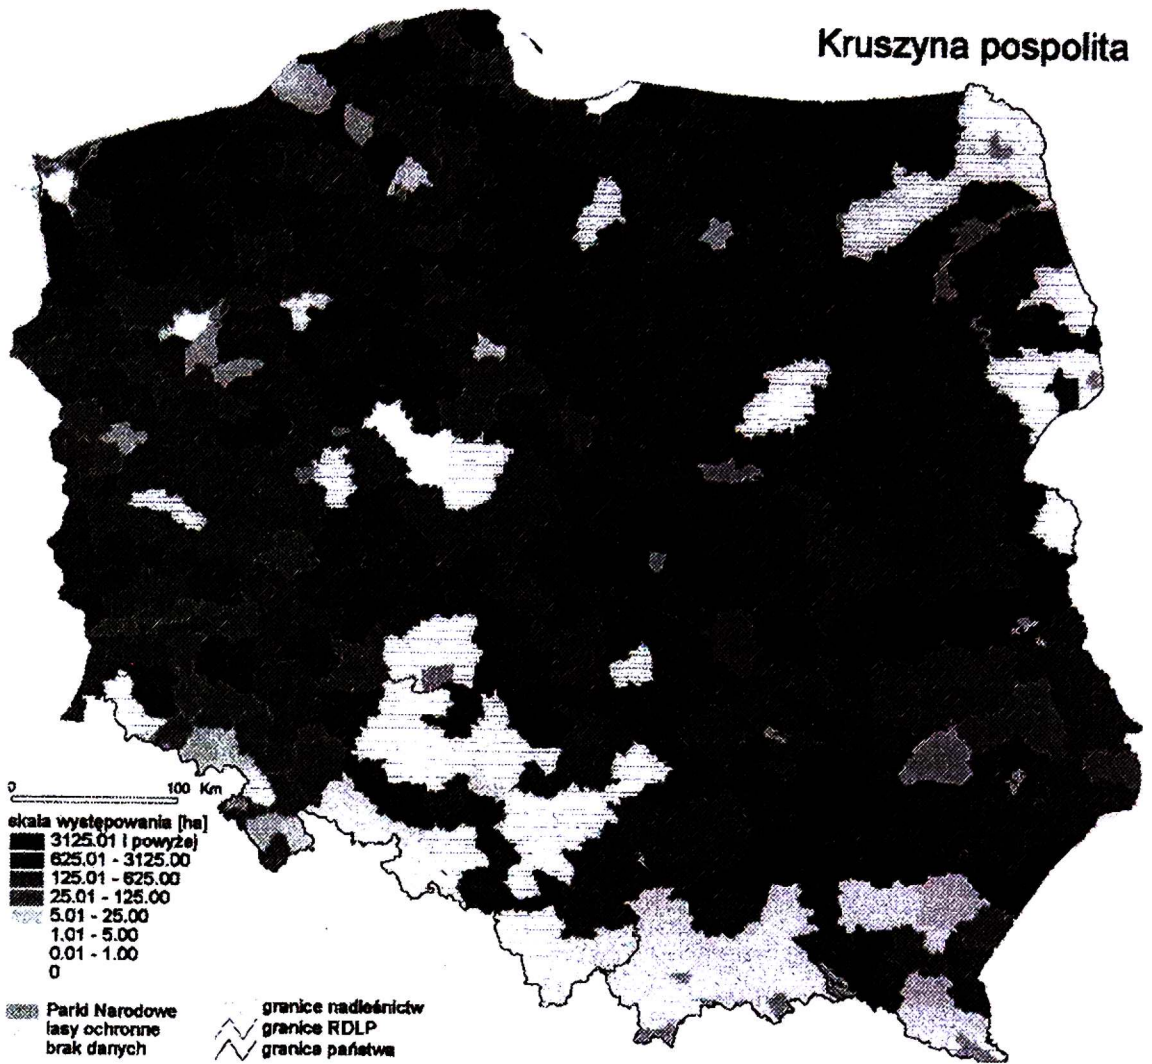 Kruszyna pospolita
0 100 Km
skala występowania [ha]
3125.01 i powyżej
625.01 - 3125.00
125.01 - 625.00
25.01 - 125.00
5.01 - 25.00
1.01 - 5.00
0.01 - 1.00
0
Parki Narodowe
lasy ochronne
brak danych
granice nadleśnictw
granice RDLP
granice państwa